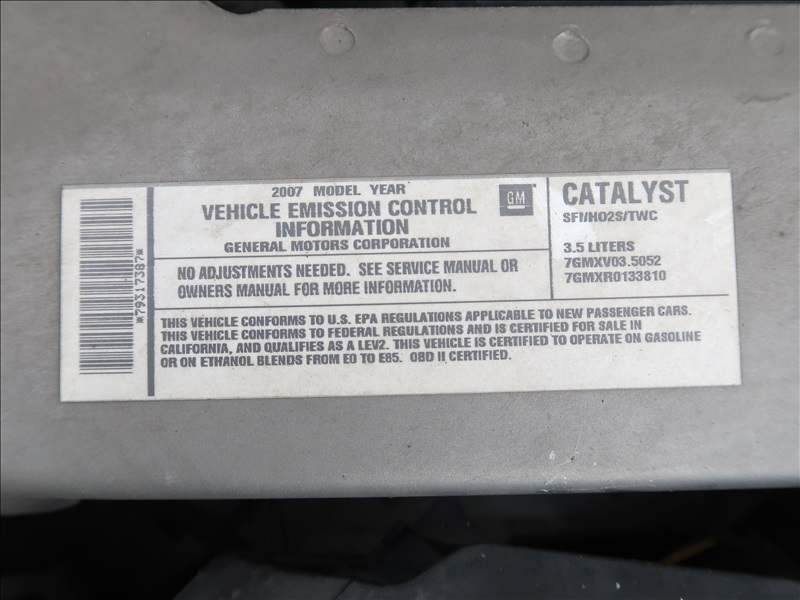 *79317387*
2007 MODEL YEAR
VEHICLE EMISSION CONTROL
INFORMATION
GENERAL MOTORS CORPORATION
GM
CATALYST
SFI/HO2S/TWC
3.5 LITERS
7GMXV03.5052
7GMXR0133810
NO ADJUSTMENTS NEEDED. SEE SERVICE MANUAL OR
OWNERS MANUAL FOR MORE INFORMATION.
THIS VEHICLE CONFORMS TO U.S. EPA REGULATIONS APPLICABLE TO NEW PASSENGER CARS.
THIS VEHICLE CONFORMS TO FEDERAL REGULATIONS AND IS CERTIFIED FOR SALE IN
CALIFORNIA, AND QUALIFIES AS A LEV2. THIS VEHICLE IS CERTIFIED TO OPERATE ON GASOLINE
OR ON ETHANOL BLENDS FROM E0 TO E85. OBD II CERTIFIED.